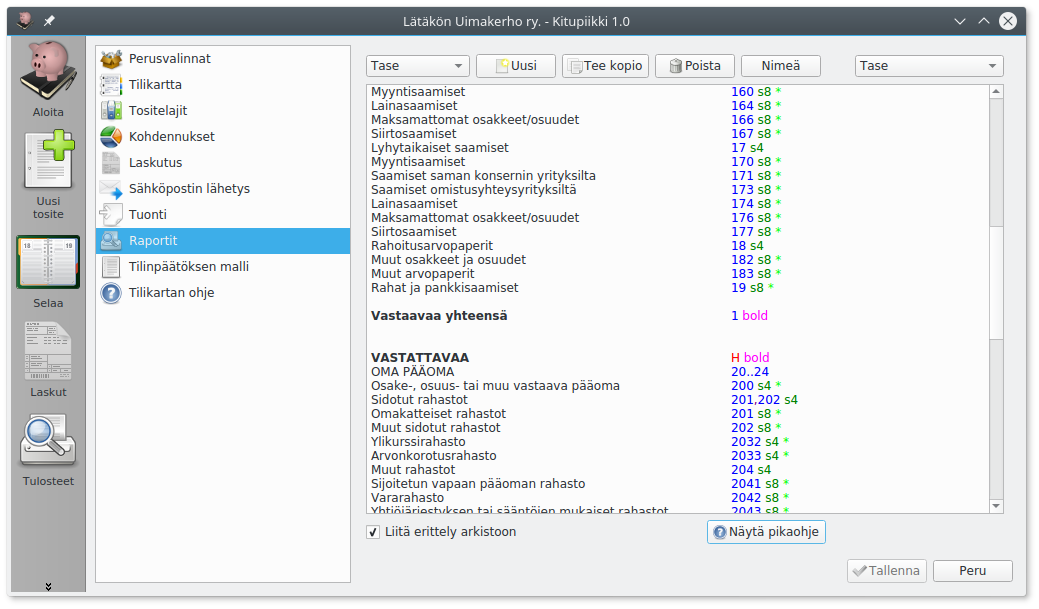 Lätäkön Uimakerho ry. - Kitupiikki 1.0
Aloita
Uusi
tosite
Selaa
Laskut
Tulosteet
Perusvalinnat
Tilikartta
Tositelajit
Kohdennukset
Laskutus
Sähköpostin lähetys
Tuonti
Raportit
Tilinpäätöksen malli
Tilikartan ohje
Tase Uusi Tee kopio Poista Nimeä Tase
Myyntisaamiset 160 s8 *
Lainasaamiset 164 s8 *
Maksamattomat osakkeet/osuudet 166 s8 *
Siirtosaamiset 167 s8 *
Lyhytaikaiset saamiset 17 s4
Myyntisaamiset 170 s8 *
Saamiset saman konsernin yrityksilta 171 s8 *
Saamiset omistusyhteysyrityksiltä 173 s8 *
Lainasaamiset 174 s8 *
Maksamattomat osakkeet/osuudet 176 s8 *
Siirtosaamiset 177 s8 *
Rahoitusarvopaperit 18 s4
Muut osakkeet ja osuudet 182 s8 *
Muut arvopaperit 183 s8 *
Rahat ja pankkisaamiset 19 s8 *
Vastaavaa yhteensä 1 bold
VASTATTAVAA H bold
OMA PÄÄOMA 20..24
Osake-, osuus- tai muu vastaava pääoma 200 s4 *
Sidotut rahastot 201,202 s4
Omakatteiset rahastot 201 s8 *
Muut sidotut rahastot 202 s8 *
Ylikurssirahasto 2032 s4 *
Arvonkorotusrahasto 2033 s4 *
Muut rahastot 204 s4
Sijoitetun vapaan pääoman rahasto 2041 s8 *
Vararahasto 2042 s8 *
Yhtiöjärjestyksen tai sääntöjen mukaiset rahastot 2043 s8 *
Liitä erittely arkistoon
Näytä pikaohje
Tallenna
Peru